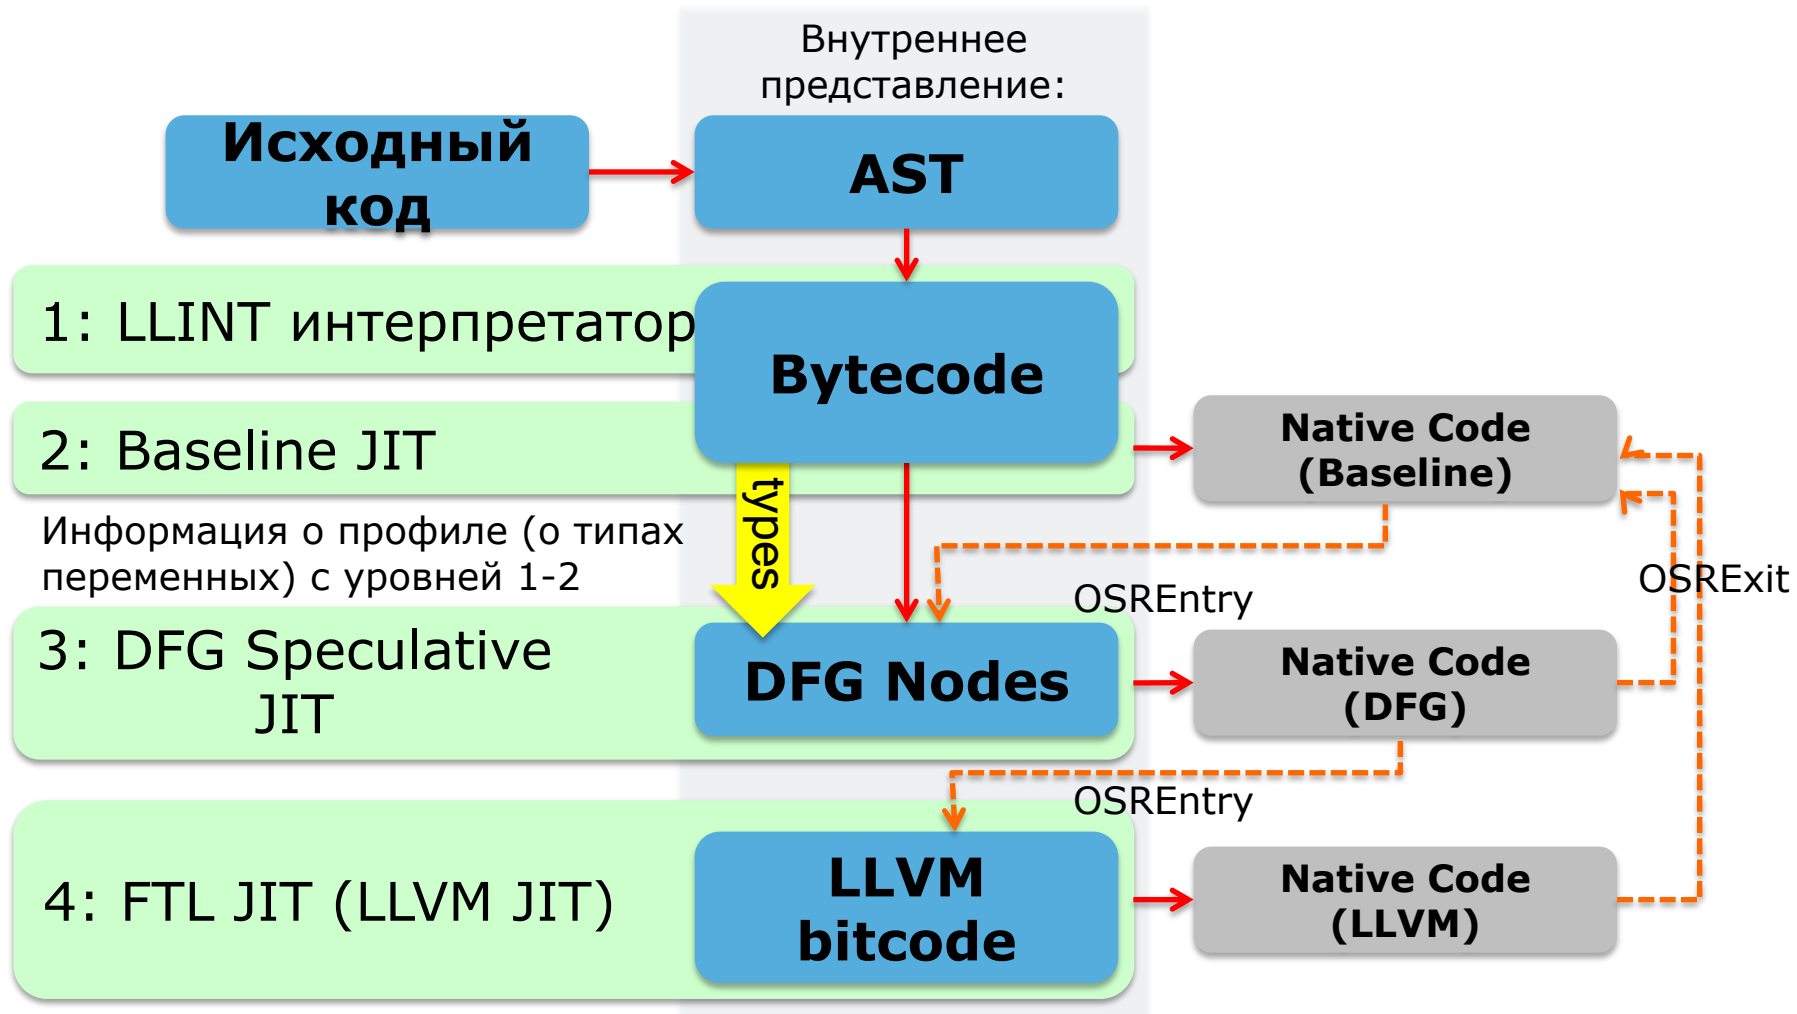 Внутреннее
представление:
Исходный
код
AST
1: LLINT интерпретатор
Bytecode
2: Baseline JIT
Native Code
(Baseline)
types
Информация о профиле (о типах
переменных) с уровней 1-2
OSREntry
OSRExit
3: DFG Speculative
JIT
DFG Nodes
Native Code
(DFG)
OSREntry
4: FTL JIT (LLVM JIT)
LLVM
bitcode
Native Code
(LLVM)